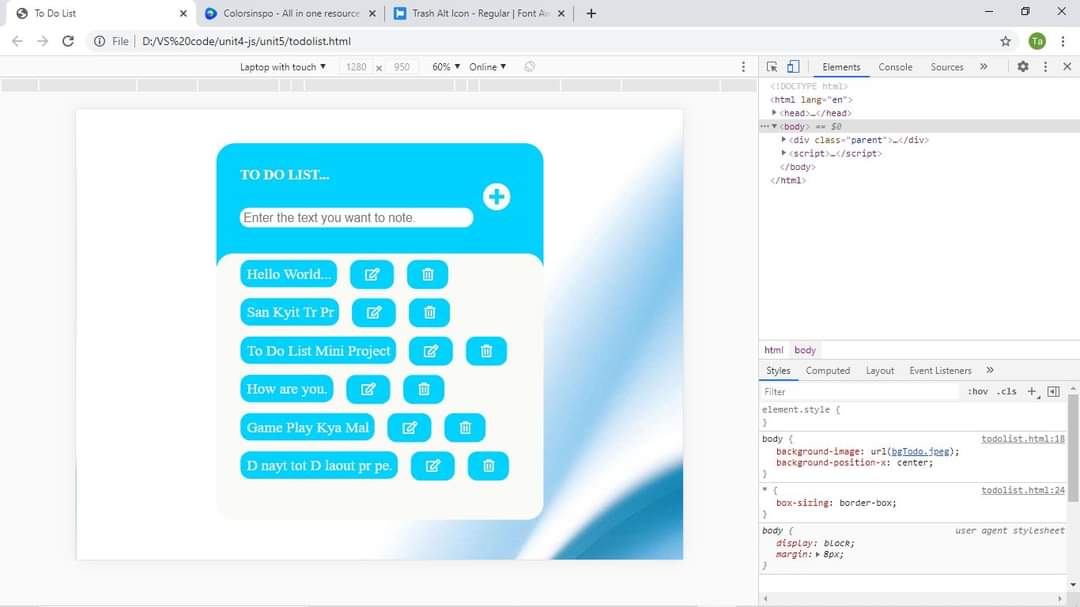 To Do List
Colorsinspo - All in one resource
Trash Alt Icon - Regular | Font Aw
File | D:/VS%20code/unit4-js/unit5/todolist.html
Ta
Laptop with touch ▼ 1280 × 950 60% ▼ Online ▼
TO DO LIST...
Enter the text you want to note.
Hello World...
San Kyit Tr Pr
To Do List Mini Project
How are you.
Game Play Kya Mal
D nayt tot D laout pr pe.
Elements Console Sources »
<!DOCTYPE html>
<html lang="en">
▶<head>…</head>
⋯▼<body> == $0
▶<div class="parent">…</div>
▶<script>…</script>
</body>
</html>
html body
Styles Computed Layout Event Listeners »
Filter :hov .cls +
element.style {
}
body { todolist.html:18
background-image: url(bgTodo.jpeg);
background-position-x: center;
}
* { todolist.html:24
box-sizing: border-box;
}
body { user agent stylesheet
display: block;
margin: ▶ 8px;
}